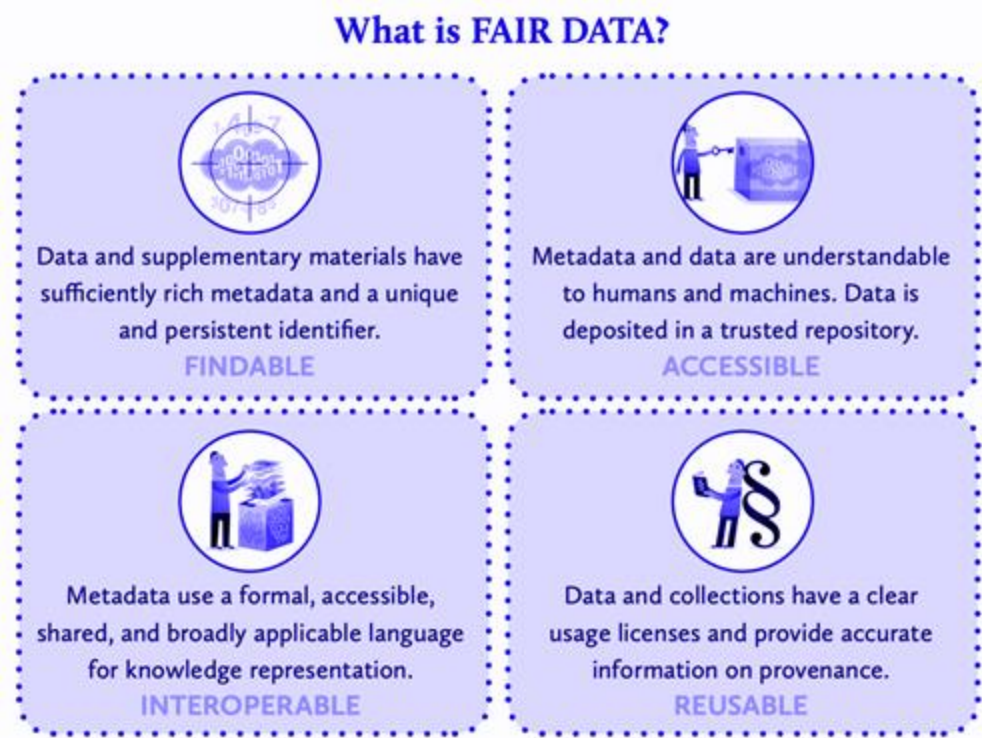 What is FAIR DATA?
Data and supplementary materials have
sufficiently rich metadata and a unique
and persistent identifier.
FINDABLE
Metadata and data are understandable
to humans and machines. Data is
deposited in a trusted repository.
ACCESSIBLE
Metadata use a formal, accessible,
shared, and broadly applicable language
for knowledge representation.
INTEROPERABLE
§
Data and collections have a clear
usage licenses and provide accurate
information on provenance.
REUSABLE